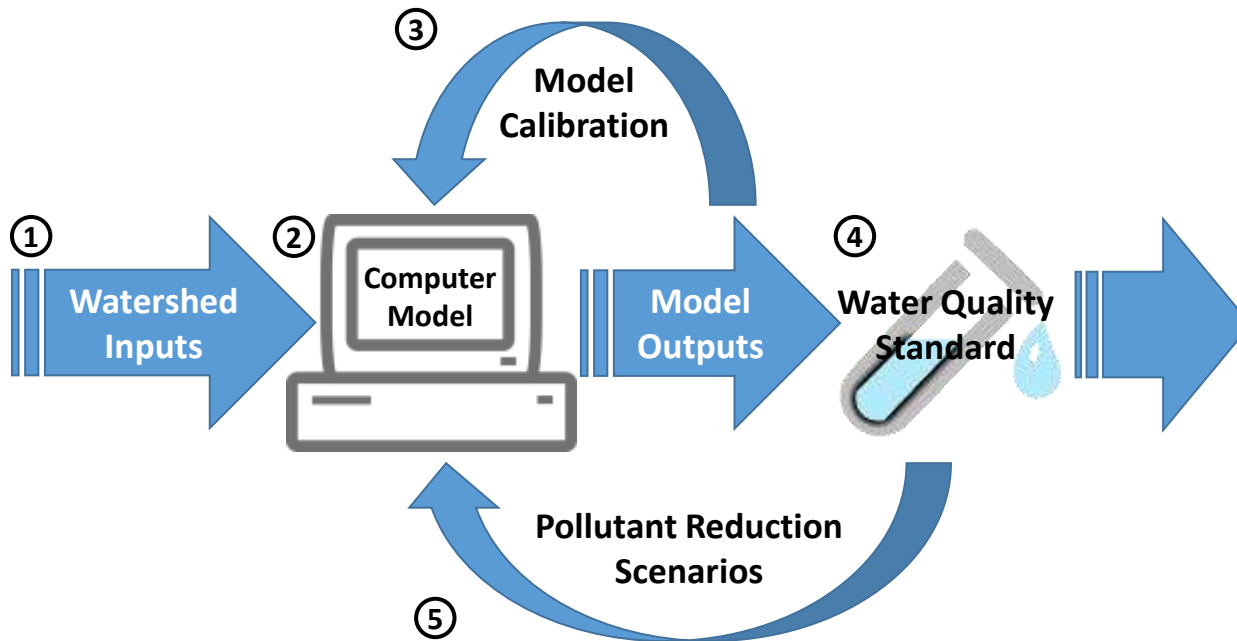 3
Model
Calibration
1
Watershed
Inputs
2
Computer
Model
Model
Outputs
4
Water Quality
Standard
Pollutant Reduction
Scenarios
5